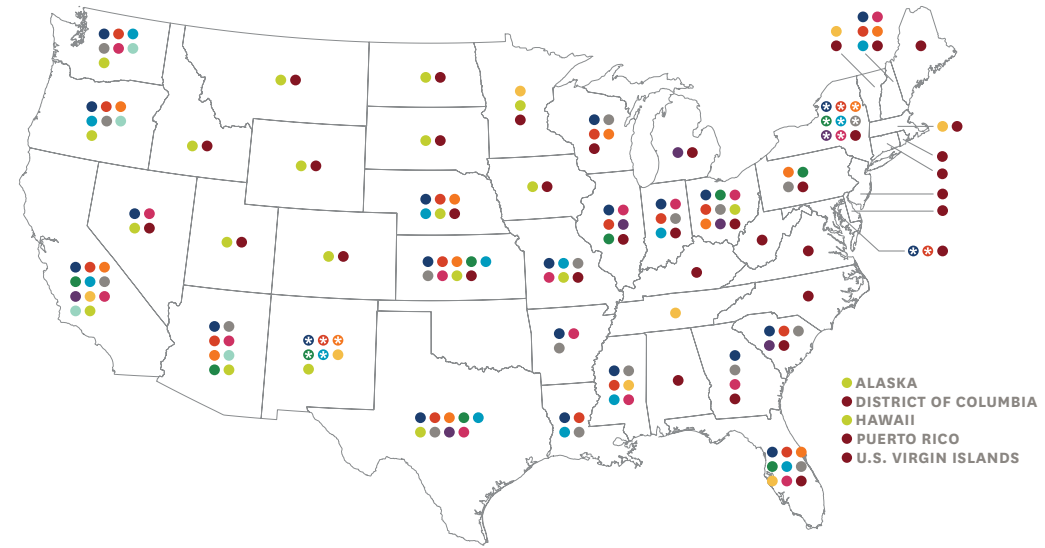 ALASKA
DISTRICT OF COLUMBIA
HAWAII
PUERTO RICO
U.S. VIRGIN ISLANDS